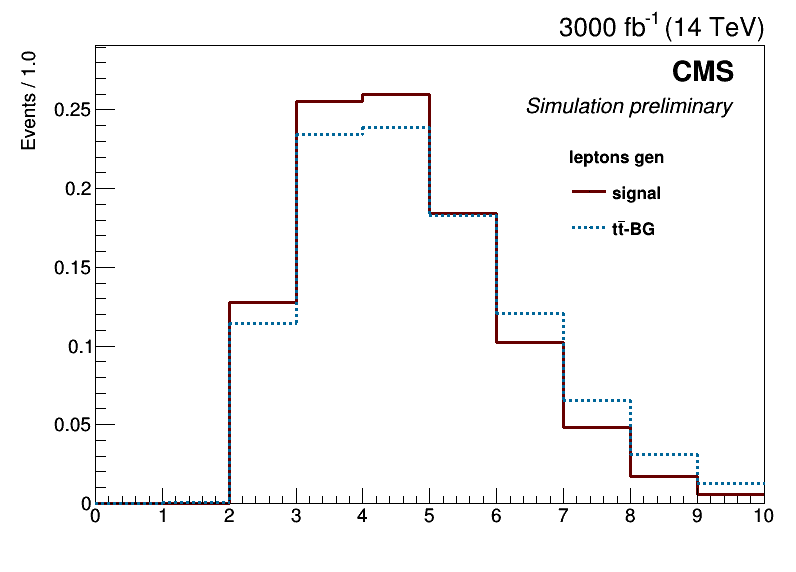 3000 fb⁻¹ (14 TeV)
Events / 1.0
CMS
Simulation preliminary
leptons gen
signal
tt̄-BG
0.25
0.2
0.15
0.1
0.05
0
0 1 2 3 4 5 6 7 8 9 10